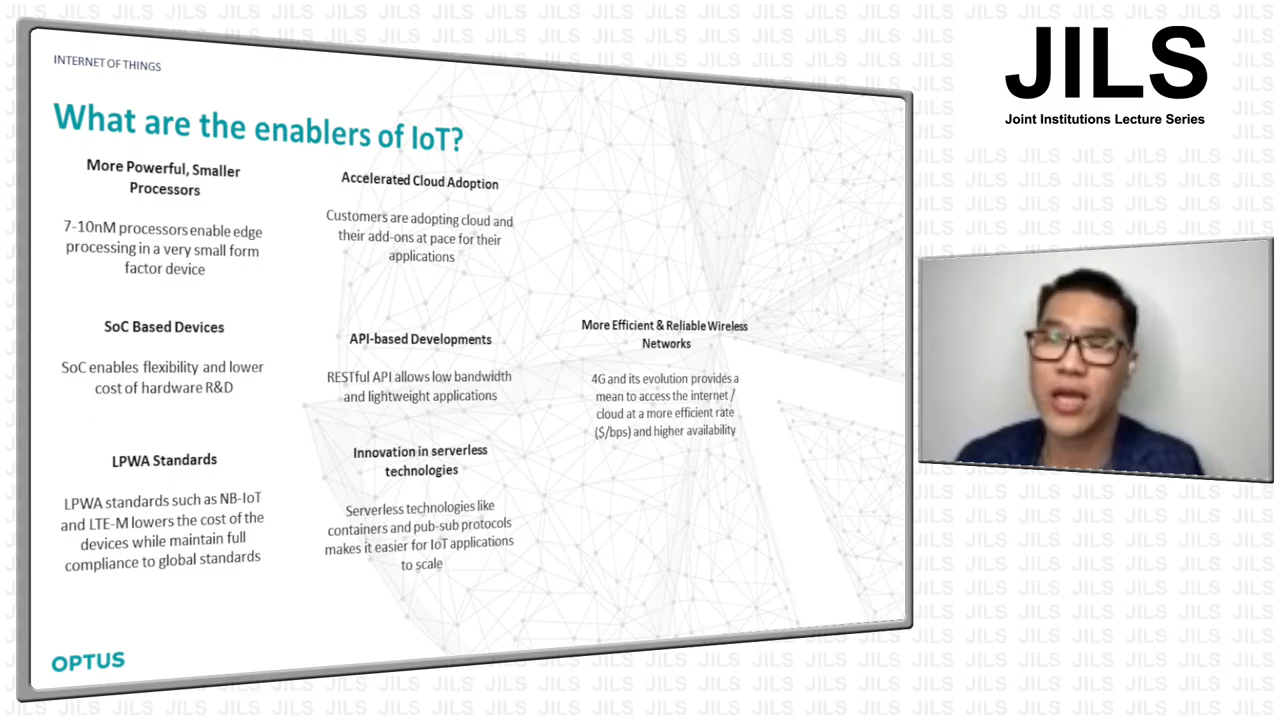 INTERNET OF THINGS
What are the enablers of IoT?
More Powerful, Smaller
Processors
7-10nM processors enable edge
processing in a very small form
factor device
SoC Based Devices
SoC enables flexibility and lower
cost of hardware R&D
LPWA Standards
LPWA standards such as NB-IoT
and LTE-M lowers the cost of the
devices while maintain full
compliance to global standards
Accelerated Cloud Adoption
Customers are adopting cloud and
their add-ons at pace for their
applications
API-based Developments
RESTful API allows low bandwidth
and lightweight applications
Innovation in serverless
technologies
Serverless technologies like
containers and pub-sub protocols
makes it easier for IoT applications
to scale
More Efficient & Reliable Wireless
Networks
4G and its evolution provides a
mean to access the internet /
cloud at a more efficient rate
($/bps) and higher availability
OPTUS
JILS
Joint Institutions Lecture Series